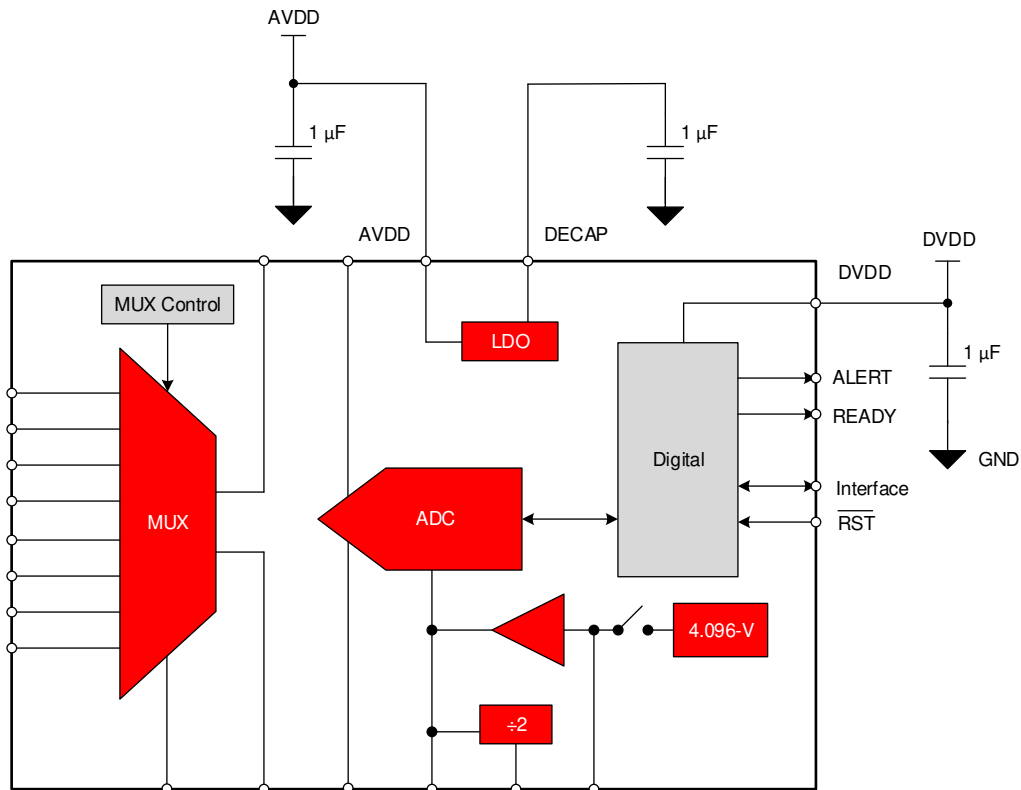 AVDD
1 µF
1 µF
AVDD
DECAP
DVDD
DVDD
MUX Control
LDO
1 µF
ALERT
READY
Digital
GND
Interface
MUX
ADC
RST
4.096-V
÷2